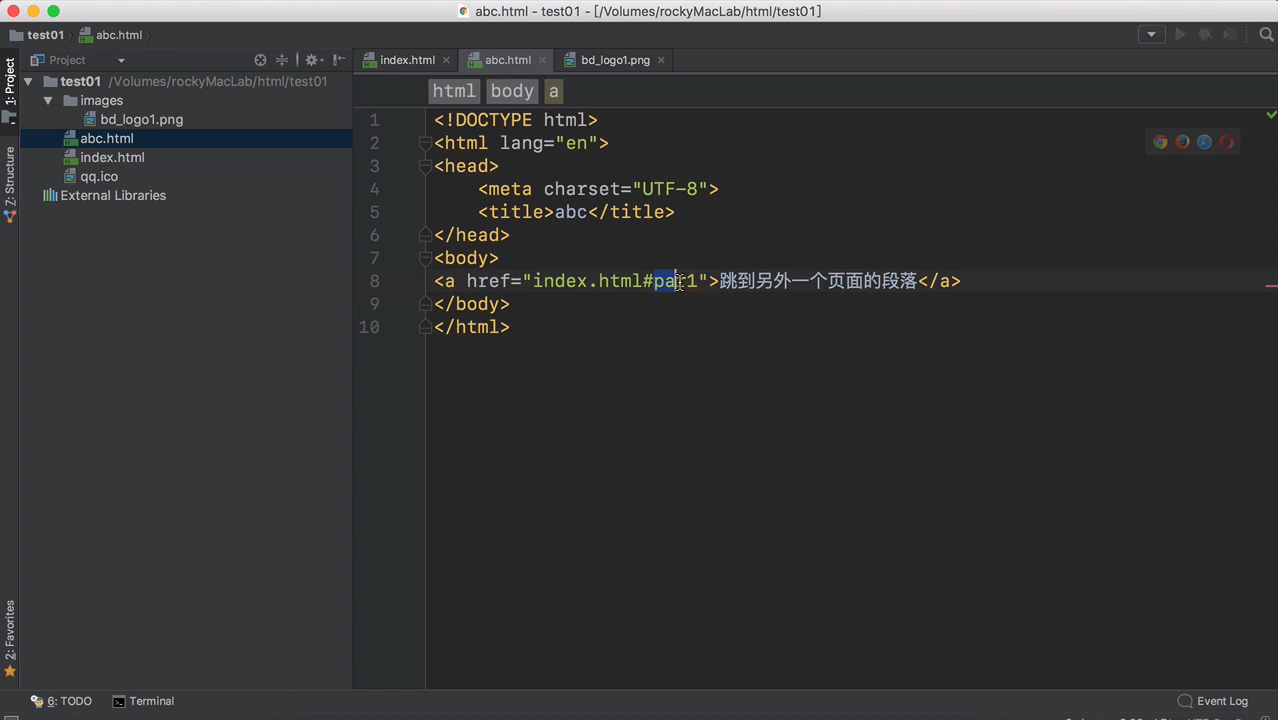 abc.html - test01 - [/Volumes/rockyMacLab/html/test01]
test01 abc.html
Project
index.html abc.html bd_logo1.png
1: Project
Z: Structure
2: Favorites
test01 /Volumes/rockyMacLab/html/test01
images
bd_logo1.png
abc.html
index.html
qq.ico
External Libraries
html body a
1 <!DOCTYPE html>
2 <html lang="en">
3 <head>
4 <meta charset="UTF-8">
5 <title>abc</title>
6 </head>
7 <body>
8 <a href="index.html#par1">跳到另外一个页面的段落</a>
9 </body>
10 </html>
6: TODO Terminal Event Log